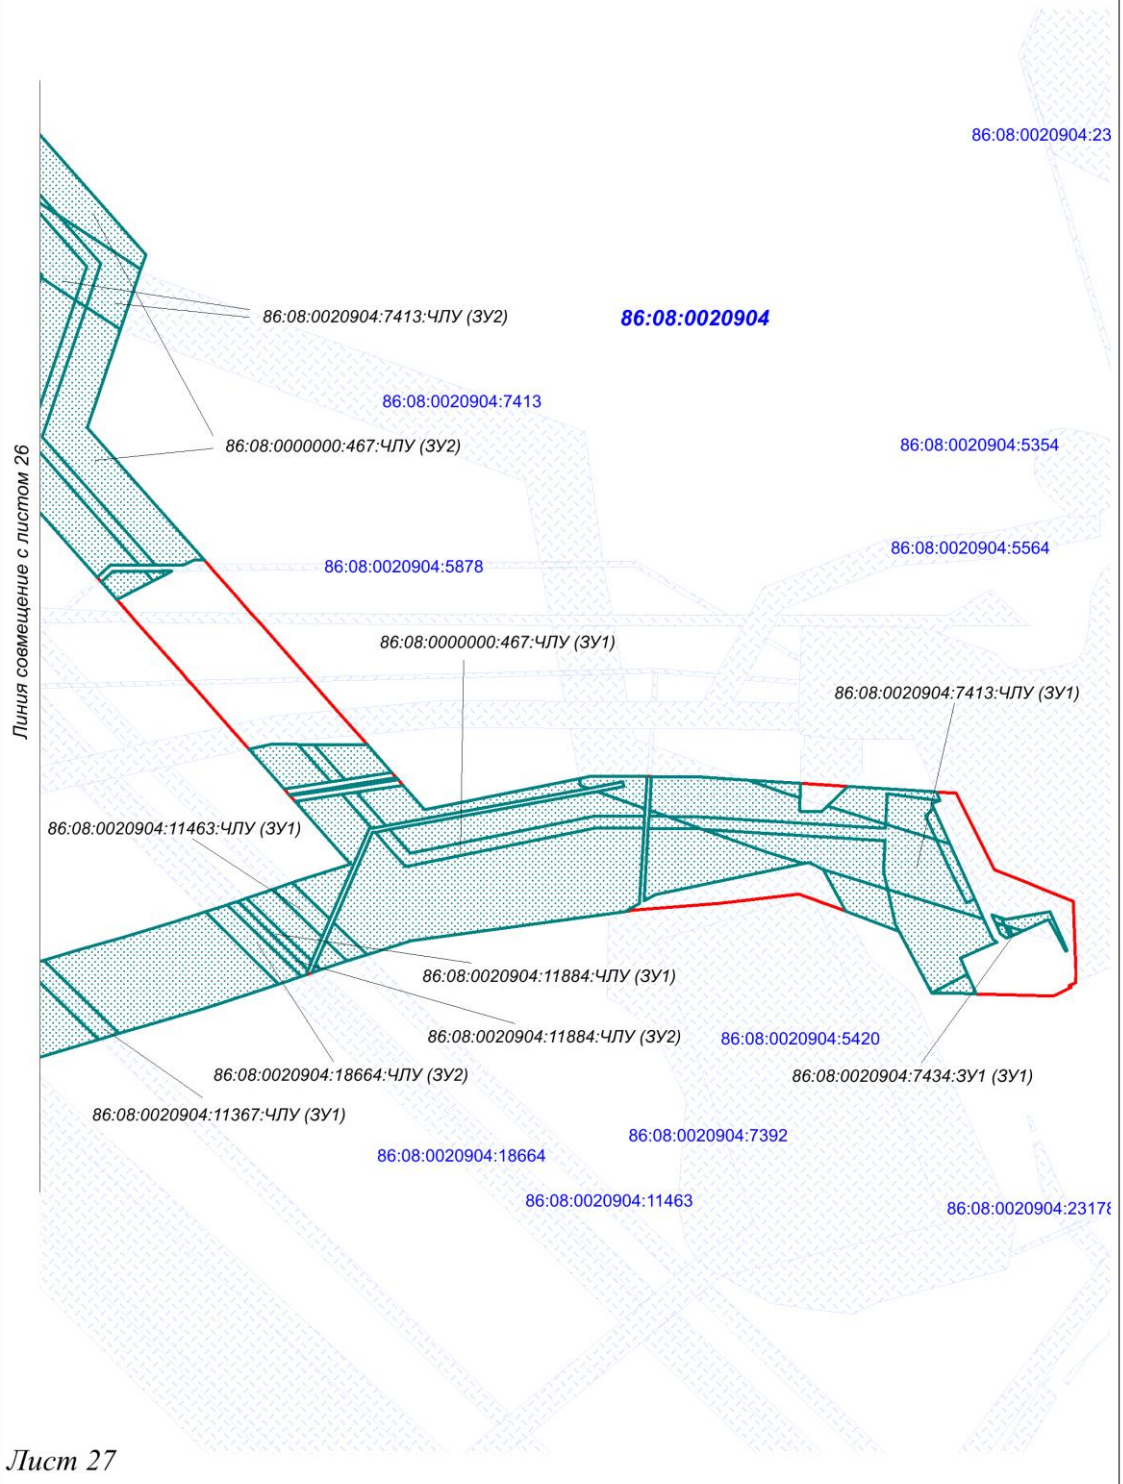 86:08:0020904:23
86:08:0020904:7413:ЧЛУ (ЗУ2)
86:08:0020904
86:08:0020904:7413
86:08:0000000:467:ЧЛУ (ЗУ2)
86:08:0020904:5354
Линия совмещение с листом 26
86:08:0020904:5564
86:08:0020904:5878
86:08:0000000:467:ЧЛУ (ЗУ1)
86:08:0020904:7413:ЧЛУ (ЗУ1)
86:08:0020904:11463:ЧЛУ (ЗУ1)
86:08:0020904:11884:ЧЛУ (ЗУ1)
86:08:0020904:11884:ЧЛУ (ЗУ2)
86:08:0020904:5420
86:08:0020904:18664:ЧЛУ (ЗУ2)
86:08:0020904:7434:ЗУ1 (ЗУ1)
86:08:0020904:11367:ЧЛУ (ЗУ1)
86:08:0020904:7392
86:08:0020904:18664
86:08:0020904:11463
86:08:0020904:23178
Лист 27